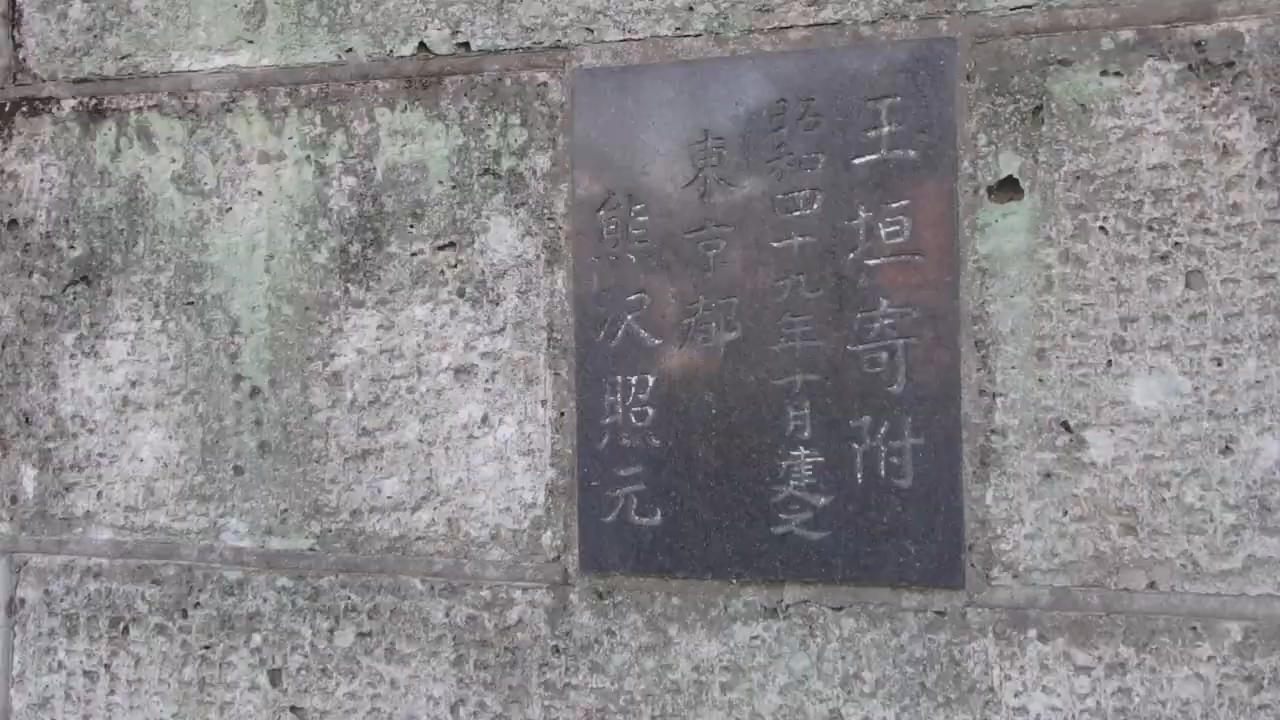 玉垣寄附
昭和四十九年十月建之
東京都
熊沢照元